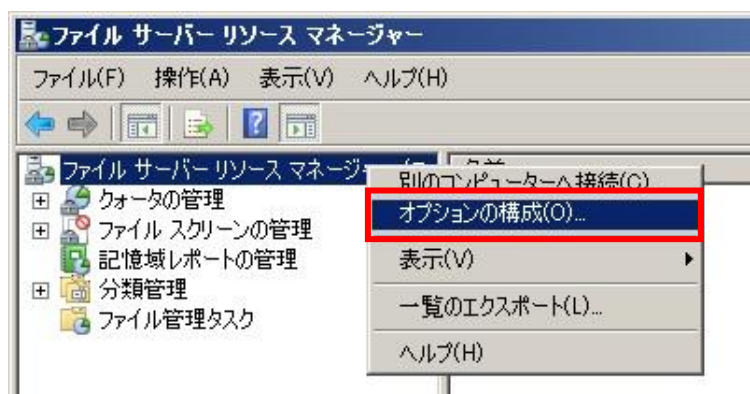 ファイル サーバー リソース マネージャー
ファイル(F) 操作(A) 表示(V) ヘルプ(H)
ファイル サーバー リソース マネージャー
クォータの管理
ファイル スクリーンの管理
記憶域レポートの管理
分類管理
ファイル管理タスク
名前
別のコンピューターへ接続(C)
オプションの構成(O)...
表示(V)
一覧のエクスポート(L)...
ヘルプ(H)